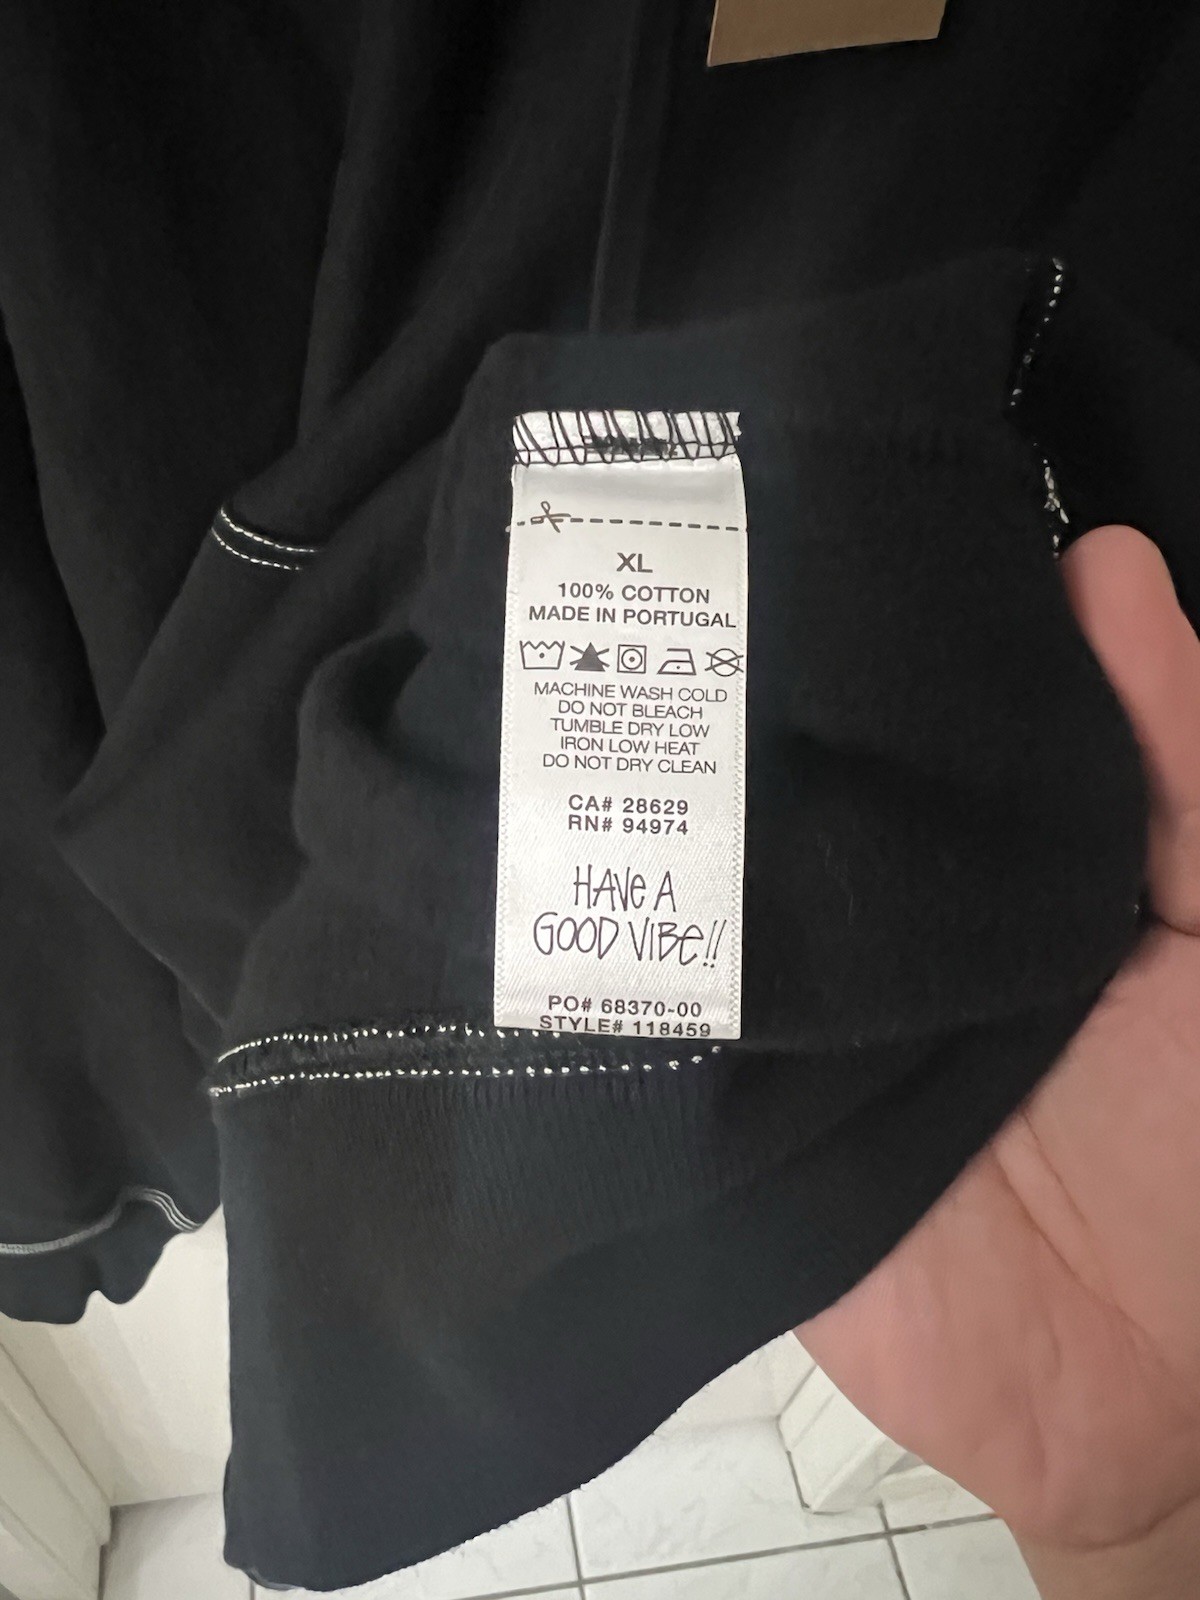 XL
100% COTTON
MADE IN PORTUGAL
MACHINE WASH COLD
DO NOT BLEACH
TUMBLE DRY LOW
IRON LOW HEAT
DO NOT DRY CLEAN
CA# 28629
RN# 94974
HAVE A
GOOD VIBE!!
PO# 68370-00
STYLE# 118459